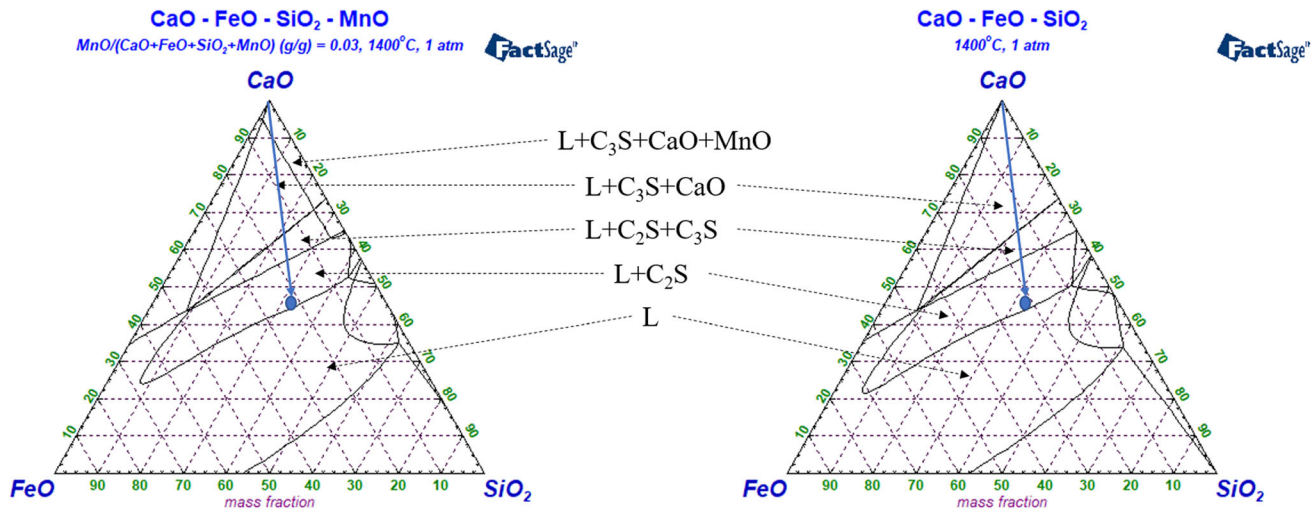 CaO - FeO - SiO₂ - MnO
MnO/(CaO+FeO+SiO₂+MnO) (g/g) = 0.03, 1400°C, 1 atm
FactSage™
CaO
90 10
80 20
70 30
60 40
50 50
40 60
30 70
20 80
10 90
FeO 90 80 70 60 50 40 30 20 10 SiO₂
mass fraction
L+C₃S+CaO+MnO
L+C₃S+CaO
L+C₂S+C₃S
L+C₂S
L
CaO - FeO - SiO₂
1400°C, 1 atm
FactSage™
CaO
90 10
80 20
70 30
60 40
50 50
40 60
30 70
20 80
10 90
FeO 90 80 70 60 50 40 30 20 10 SiO₂
mass fraction